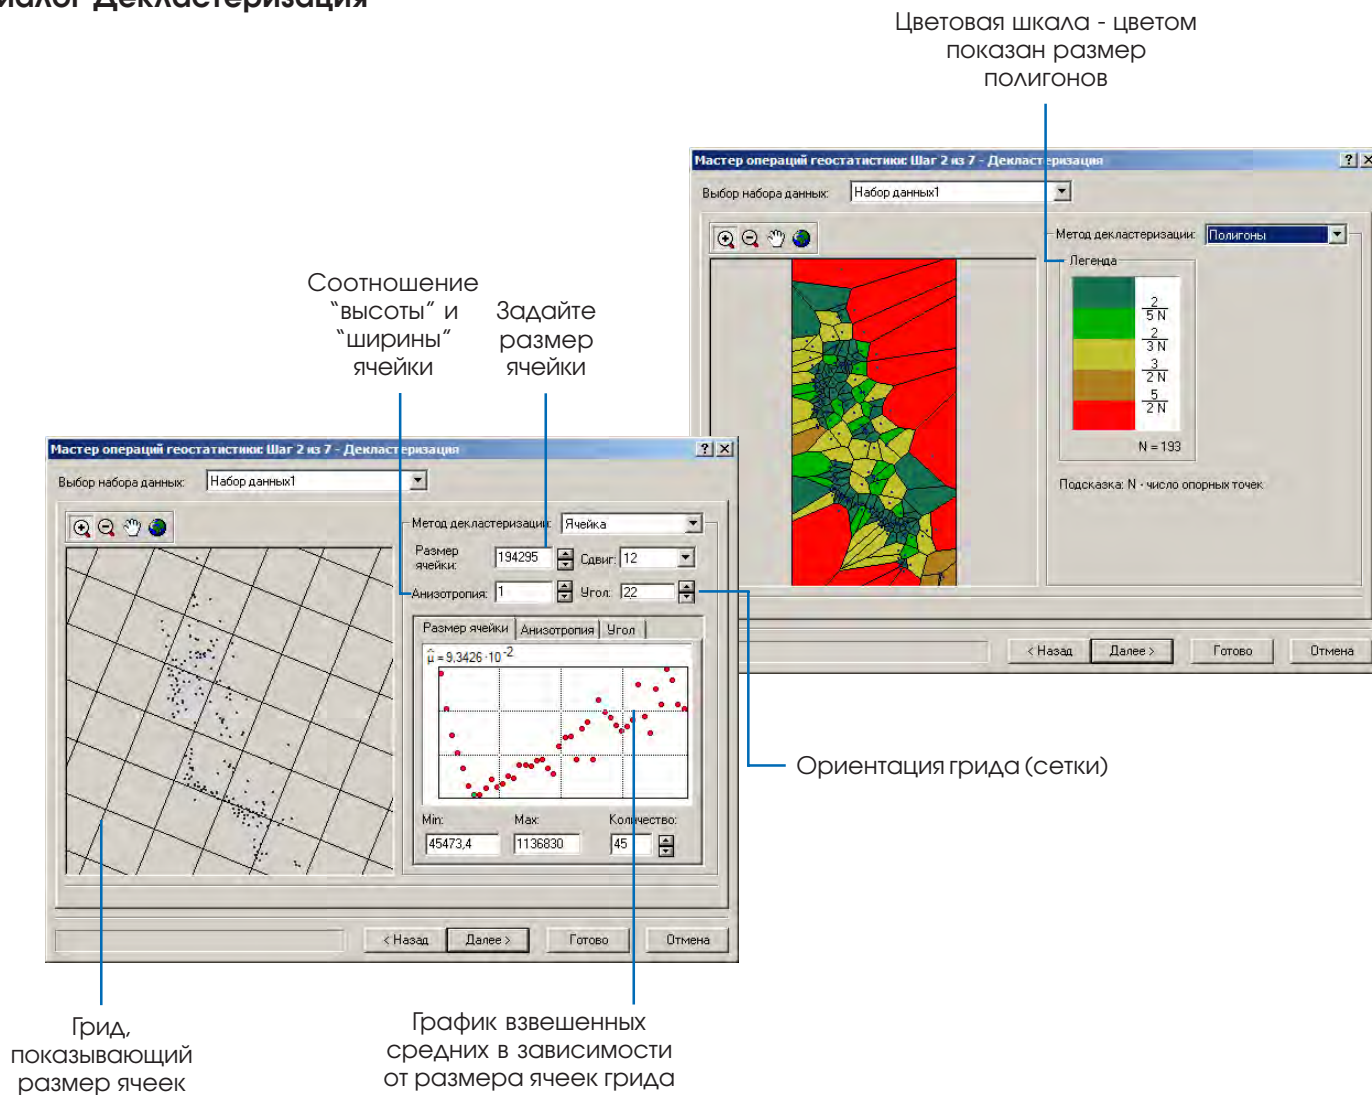 Диалог Декластеризация
Цветовая шкала - цветом
показан размер
полигонов
Мастер операций геостатистики: Шаг 2 из 7 - Декластеризация
Выбор набора данных: Набор данных1
Метод декластеризации: Полигоны
Легенда
2
5 N
2
3 N
3
2 N
5
2 N
N = 193
Подсказка: N - число опорных точек
< Назад Далее > Готово Отмена
Соотношение
"высоты" и
"ширины"
ячейки
Задайте
размер
ячейки
Мастер операций геостатистики: Шаг 2 из 7 - Декластеризация
Выбор набора данных: Набор данных1
Метод декластеризации: Ячейка
Размер
ячейки: 194295 Сдвиг: 12
Анизотропия: 1 Угол: 22
Размер ячейки Анизотропия Угол
μ̂ = 9,3426 ·10⁻²
Min: Max: Количество:
45473,4 1136830 45
< Назад Далее > Готово Отмена
Ориентация грида (сетки)
Грид,
показывающий
размер ячеек
График взвешенных
средних в зависимости
от размера ячеек грида